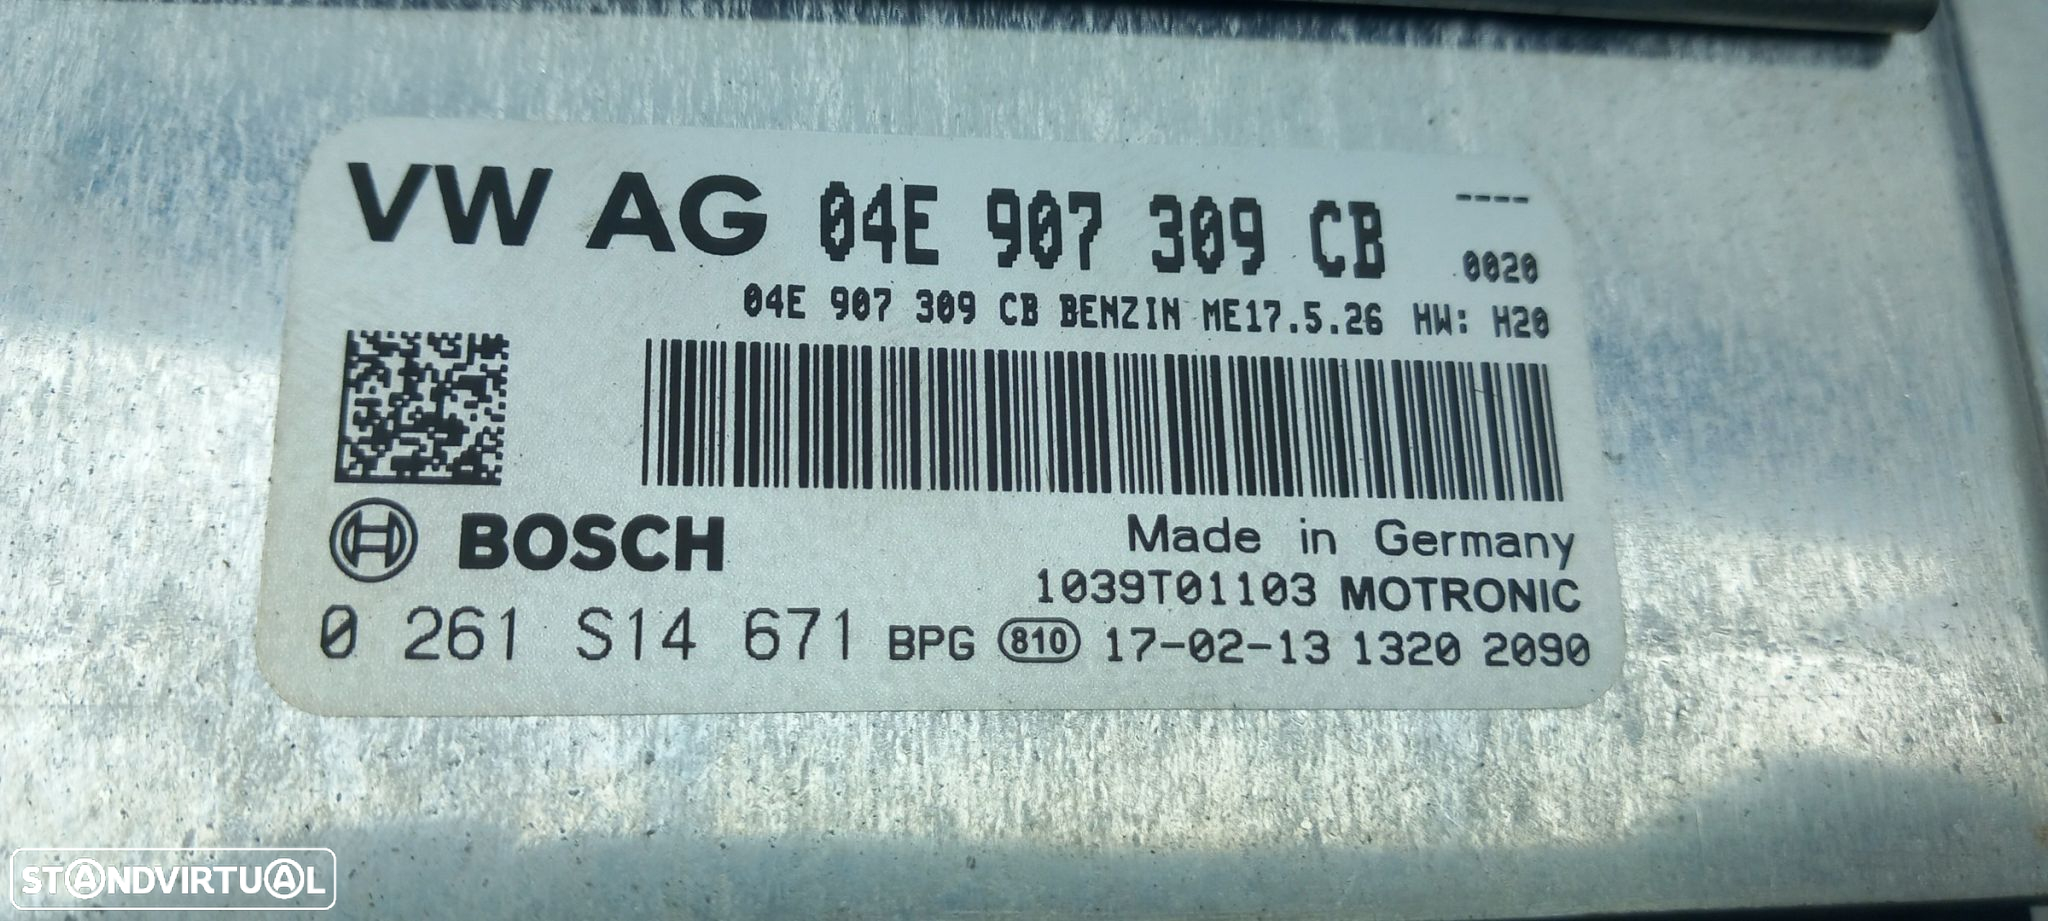 VW AG 04E 907 309 CB ----
0020
04E 907 309 CB BENZIN ME17.5.26 HW: H20
BOSCH
Made in Germany
1039T01103 MOTRONIC
0 261 S14 671 BPG 810 17-02-13 1320 2090
STANDVIRTUAL